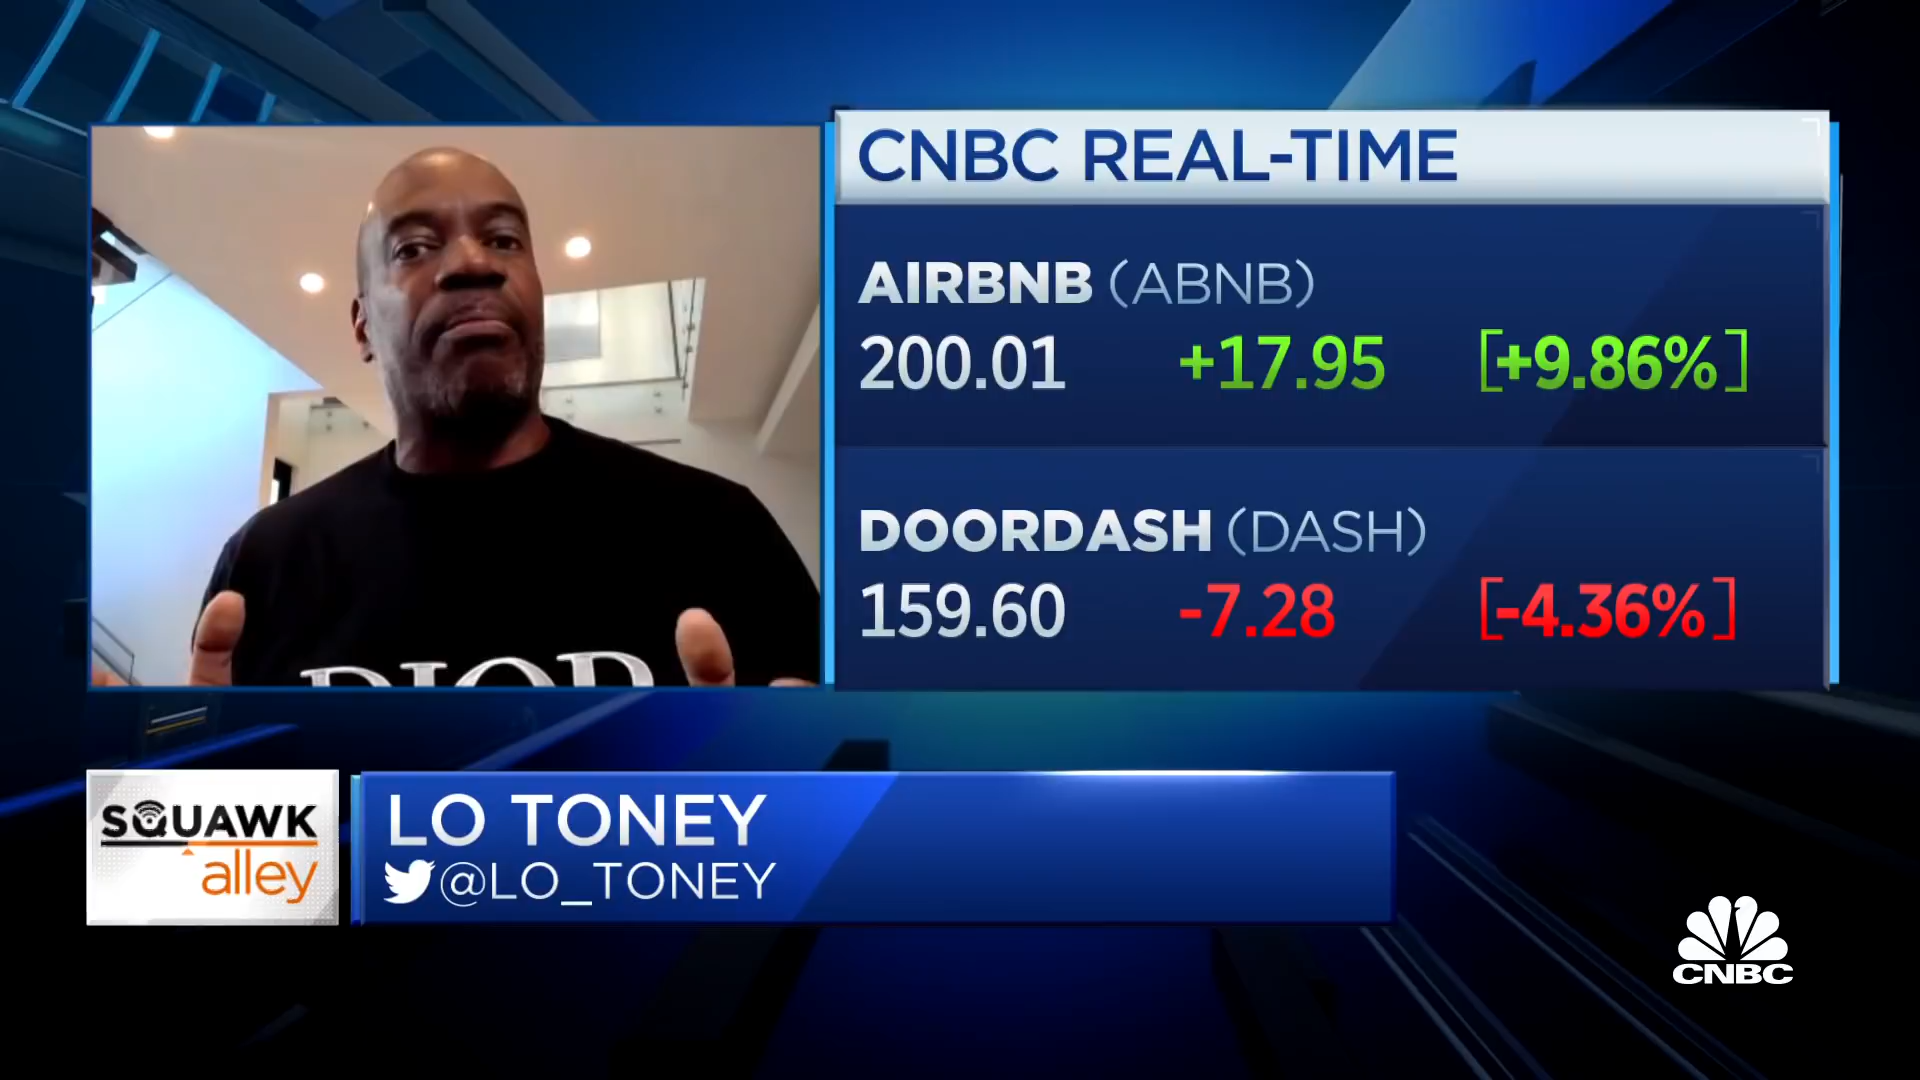 CNBC REAL-TIME
AIRBNB (ABNB)
200.01 +17.95 [+9.86%]
DOORDASH (DASH)
159.60 -7.28 [-4.36%]
DIOR
SQUAWK
alley
LO TONEY
@LO_TONEY
CNBC